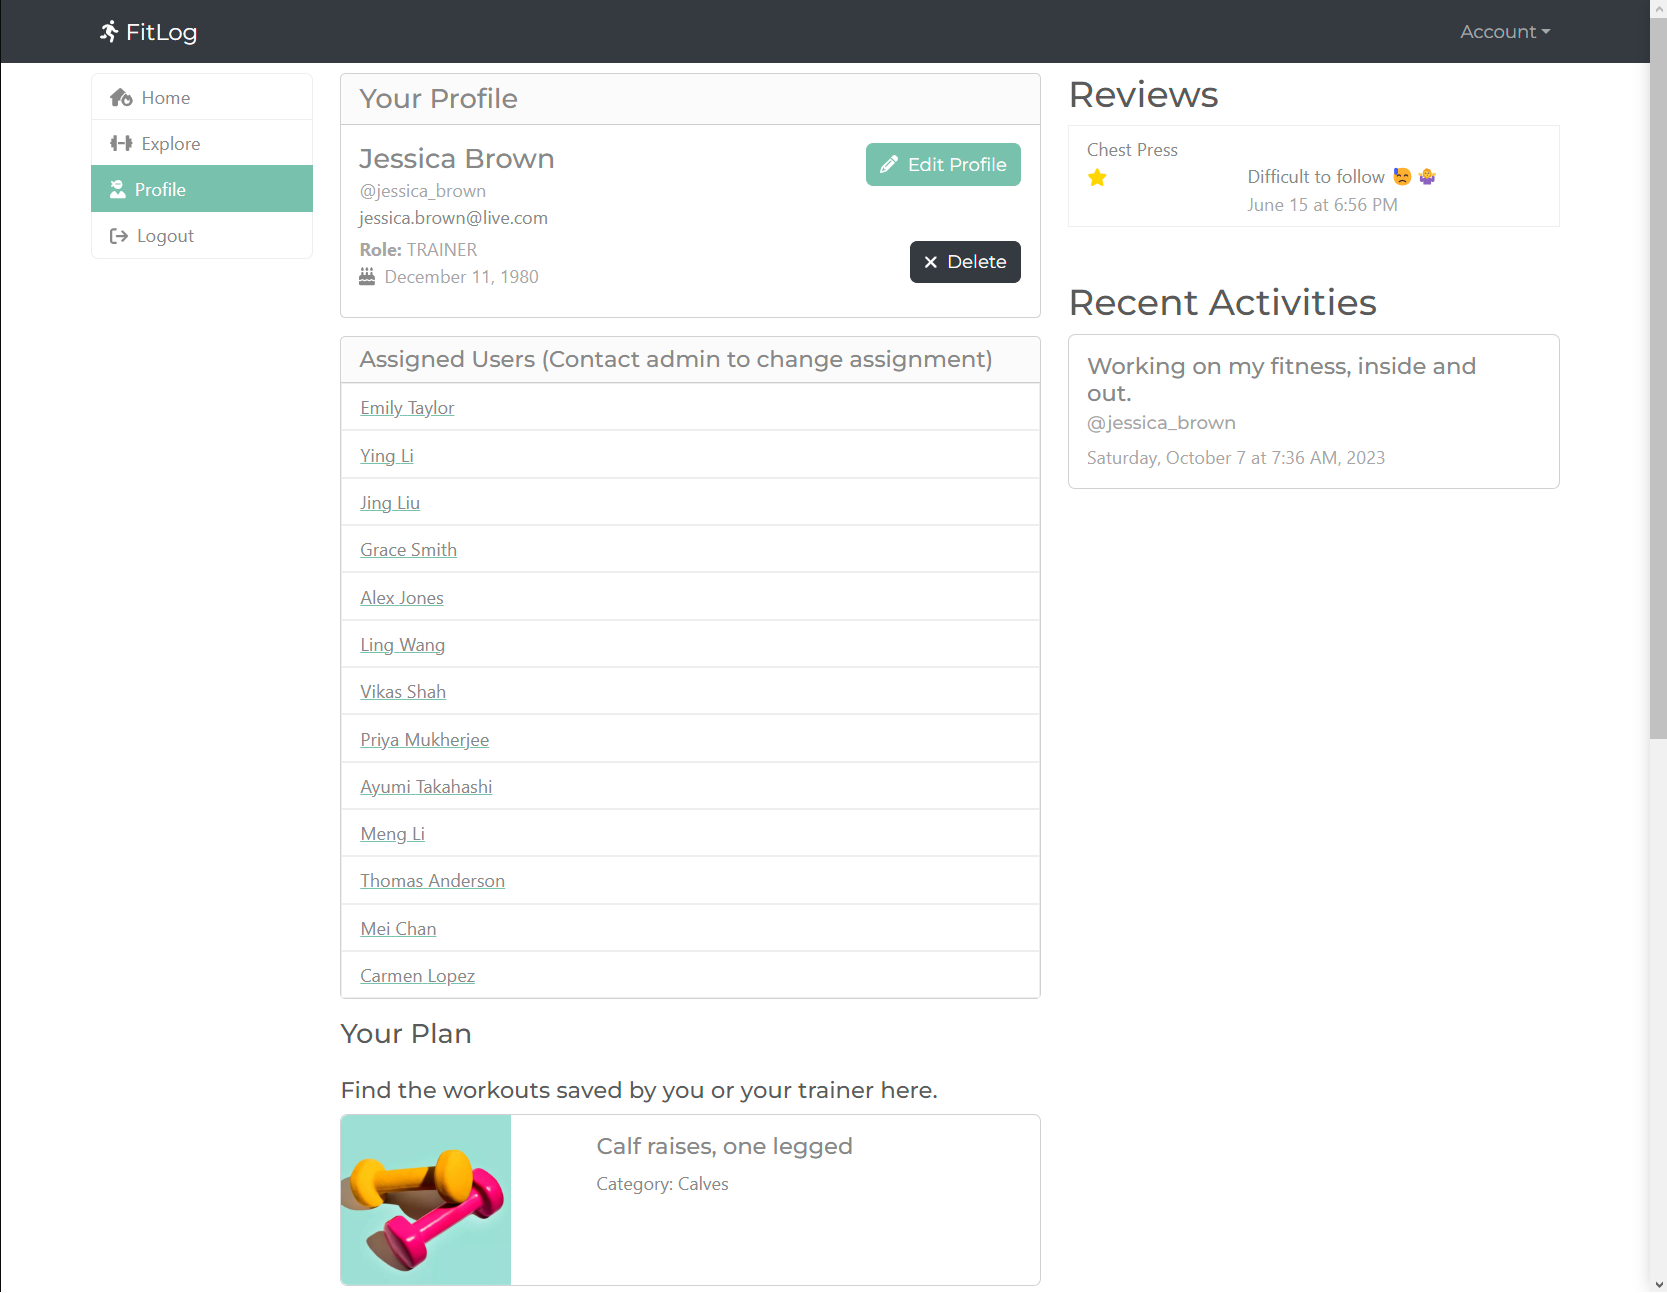 FitLog
Account
Home
Explore
Profile
Logout
Your Profile
Jessica Brown
@jessica_brown
jessica.brown@live.com
Role: TRAINER
December 11, 1980
Edit Profile
Delete
Assigned Users (Contact admin to change assignment)
Emily Taylor
Ying Li
Jing Liu
Grace Smith
Alex Jones
Ling Wang
Vikas Shah
Priya Mukherjee
Ayumi Takahashi
Meng Li
Thomas Anderson
Mei Chan
Carmen Lopez
Your Plan
Find the workouts saved by you or your trainer here.
Calf raises, one legged
Category: Calves
Reviews
Chest Press
Difficult to follow 😓 🤷
June 15 at 6:56 PM
Recent Activities
Working on my fitness, inside and
out.
@jessica_brown
Saturday, October 7 at 7:36 AM, 2023